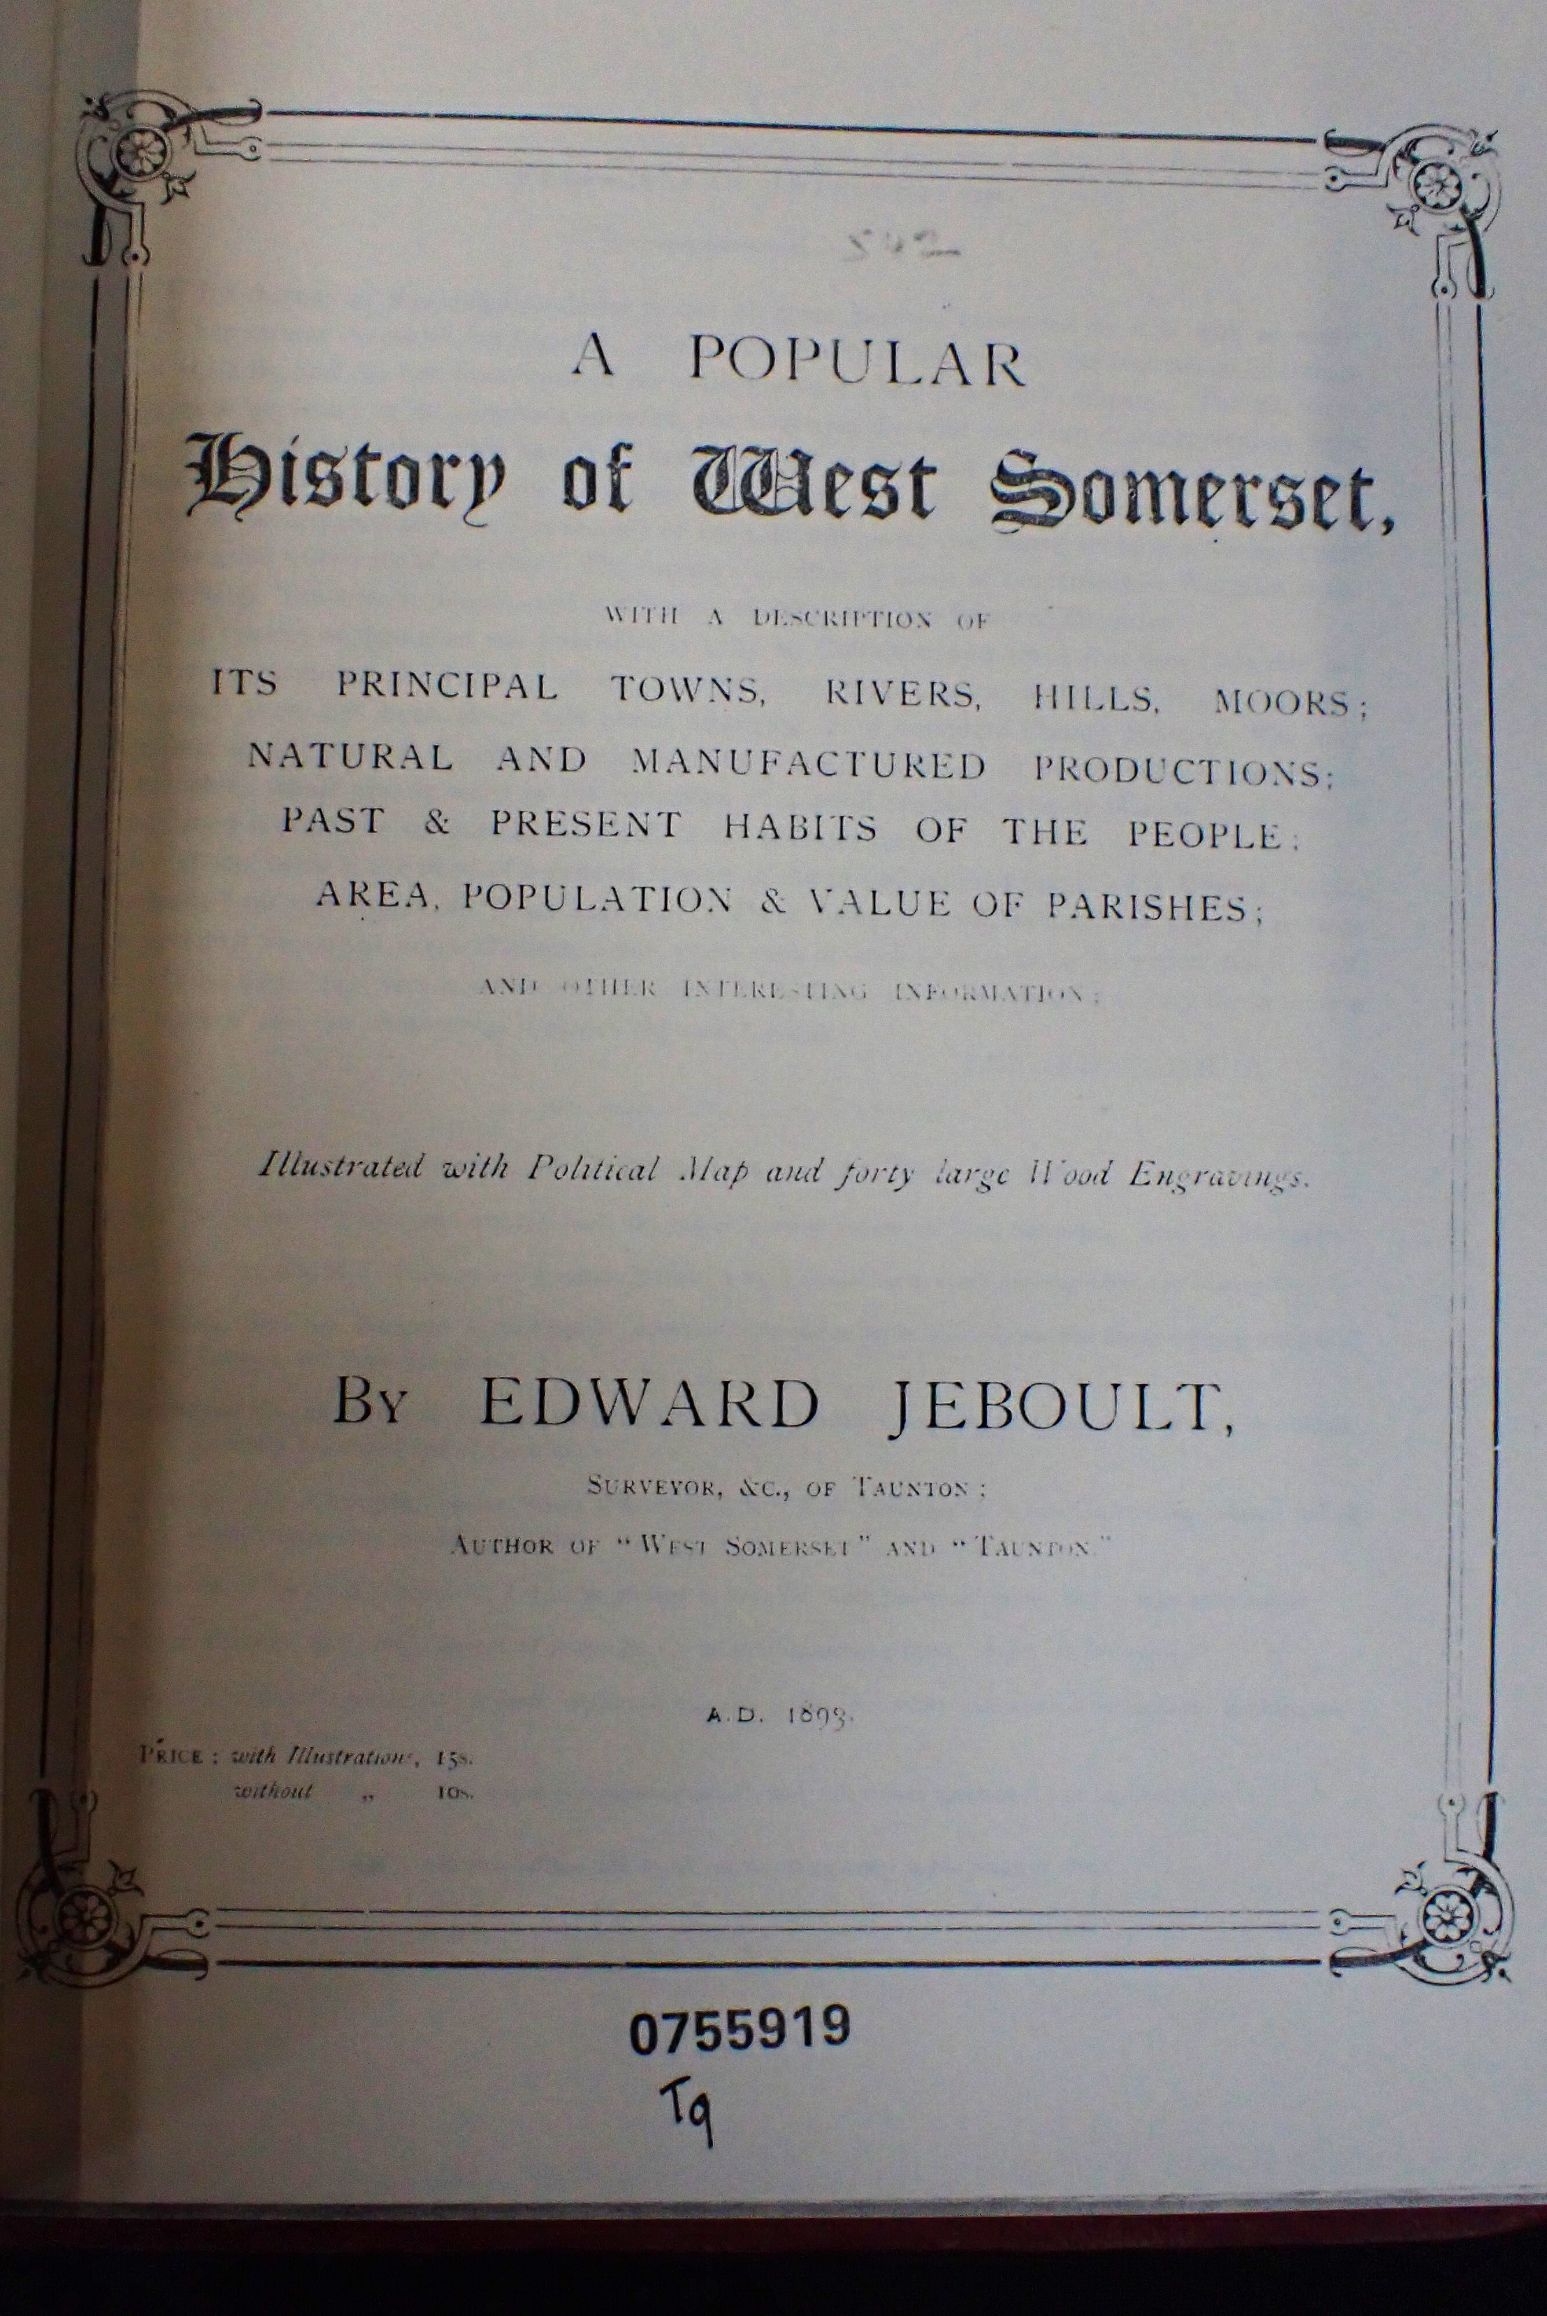 A POPULAR
History of West Somerset,
WITH A DESCRIPTION OF
ITS PRINCIPAL TOWNS, RIVERS, HILLS, MOORS;
NATURAL AND MANUFACTURED PRODUCTIONS;
PAST & PRESENT HABITS OF THE PEOPLE;
AREA, POPULATION & VALUE OF PARISHES;
AND OTHER INTERESTING INFORMATION;
Illustrated with Political Map and forty large Wood Engravings.
By EDWARD JEBOULT,
SURVEYOR, &C., OF TAUNTON;
AUTHOR OF "WEST SOMERSET" AND "TAUNTON."
A.D. 1893.
PRICE: with Illustrations, 15s.
without „ 10s.
0755919
Tq